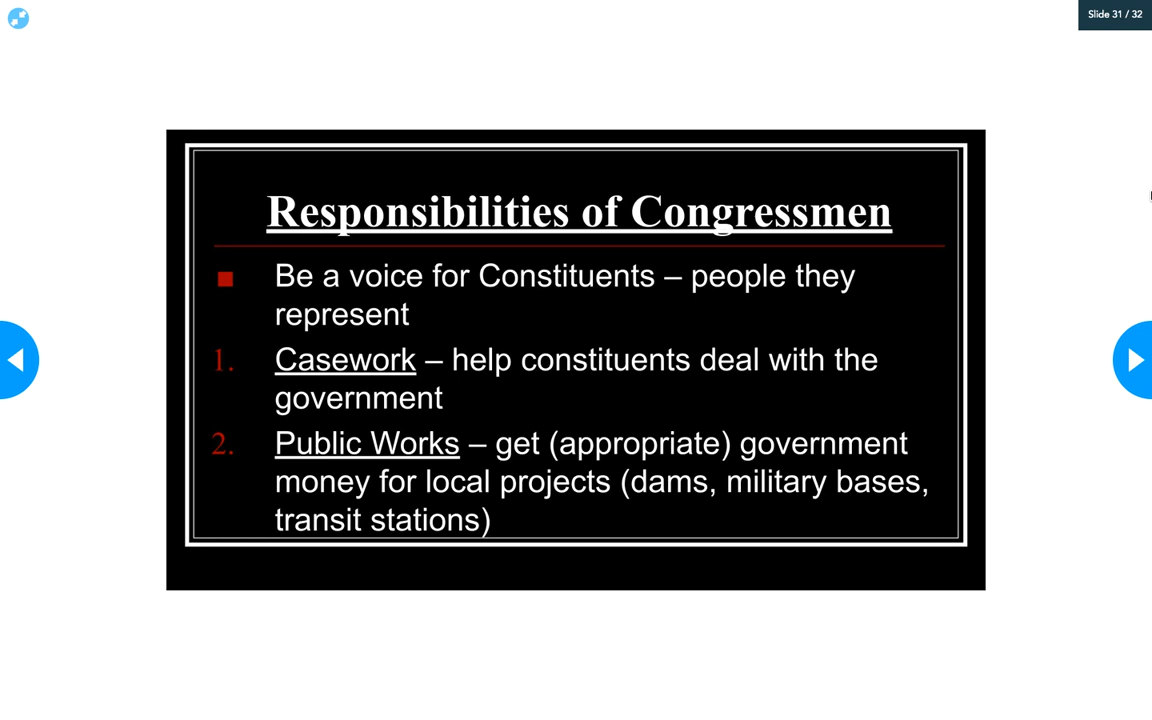 Slide 31 / 32
Responsibilities of Congressmen
■ Be a voice for Constituents – people they
represent
1. Casework – help constituents deal with the
government
2. Public Works – get (appropriate) government
money for local projects (dams, military bases,
transit stations)